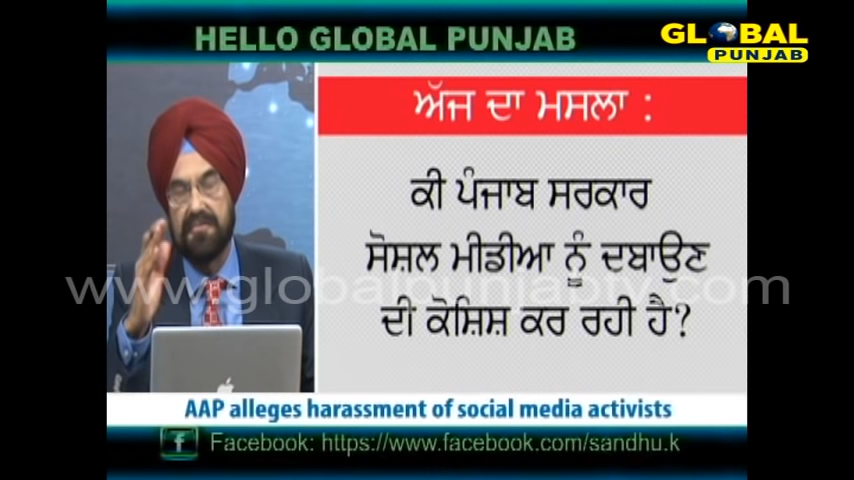 HELLO GLOBAL PUNJAB
GLOBAL
PUNJAB
ਅੱਜ ਦਾ ਮਸਲਾ :
ਕੀ ਪੰਜਾਬ ਸਰਕਾਰ
ਸੋਸ਼ਲ ਮੀਡੀਆ ਨੂੰ ਦਬਾਉਣ
ਦੀ ਕੋਸ਼ਿਸ਼ ਕਰ ਰਹੀ ਹੈ?
www.globalpunjabtv.com
AAP alleges harassment of social media activists
Facebook: https://www.facebook.com/sandhu.k